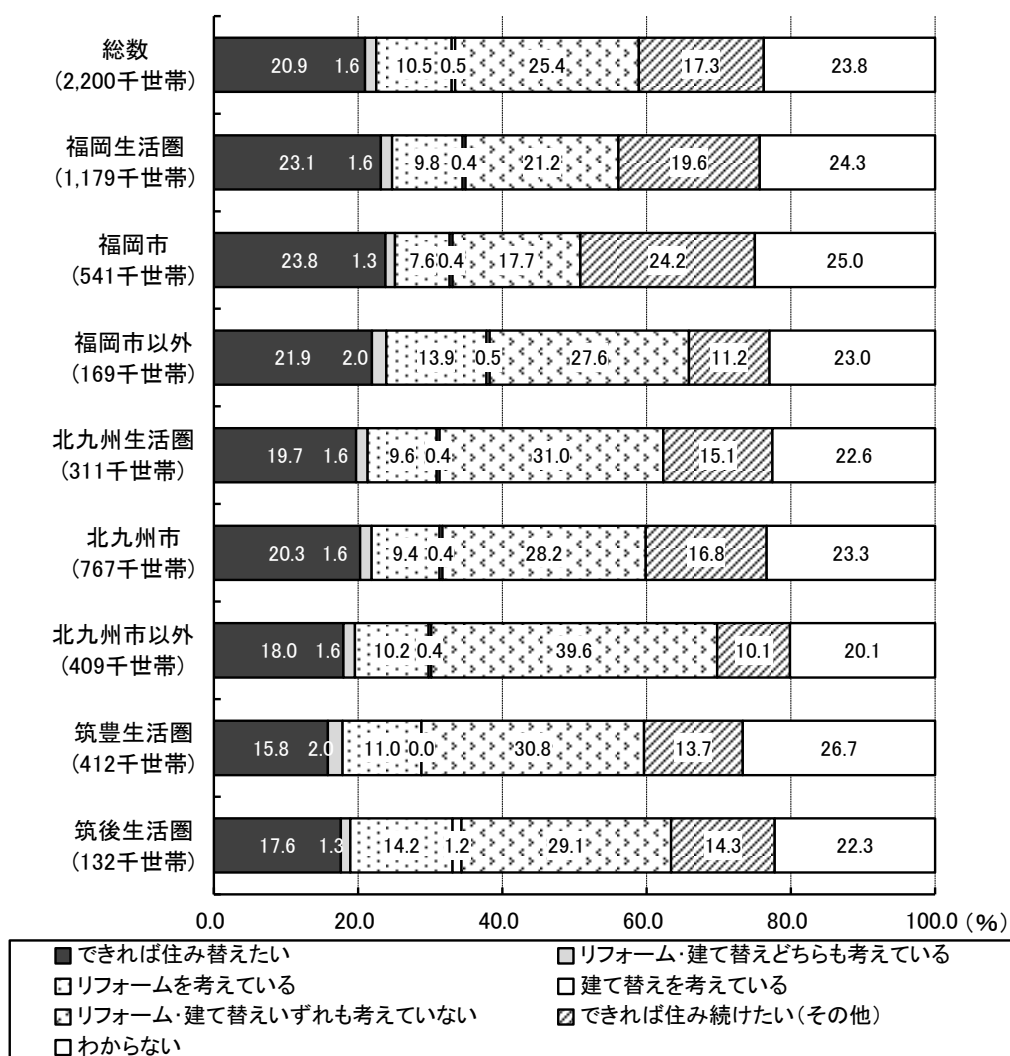 総数
(2,200千世帯)
20.9 1.6 10.5 0.5 25.4 17.3 23.8
福岡生活圏
(1,179千世帯)
23.1 1.6 9.8 0.4 21.2 19.6 24.3
福岡市
(541千世帯)
23.8 1.3 7.6 0.4 17.7 24.2 25.0
福岡市以外
(169千世帯)
21.9 2.0 13.9 0.5 27.6 11.2 23.0
北九州生活圏
(311千世帯)
19.7 1.6 9.6 0.4 31.0 15.1 22.6
北九州市
(767千世帯)
20.3 1.6 9.4 0.4 28.2 16.8 23.3
北九州市以外
(409千世帯)
18.0 1.6 10.2 0.4 39.6 10.1 20.1
筑豊生活圏
(412千世帯)
15.8 2.0 11.0 0.0 30.8 13.7 26.7
筑後生活圏
(132千世帯)
17.6 1.3 14.2 1.2 29.1 14.3 22.3
0.0 20.0 40.0 60.0 80.0 100.0 (%)
できれば住み替えたい リフォーム・建て替えどちらも考えている
リフォームを考えている 建て替えを考えている
リフォーム・建て替えいずれも考えていない できれば住み続けたい(その他)
わからない